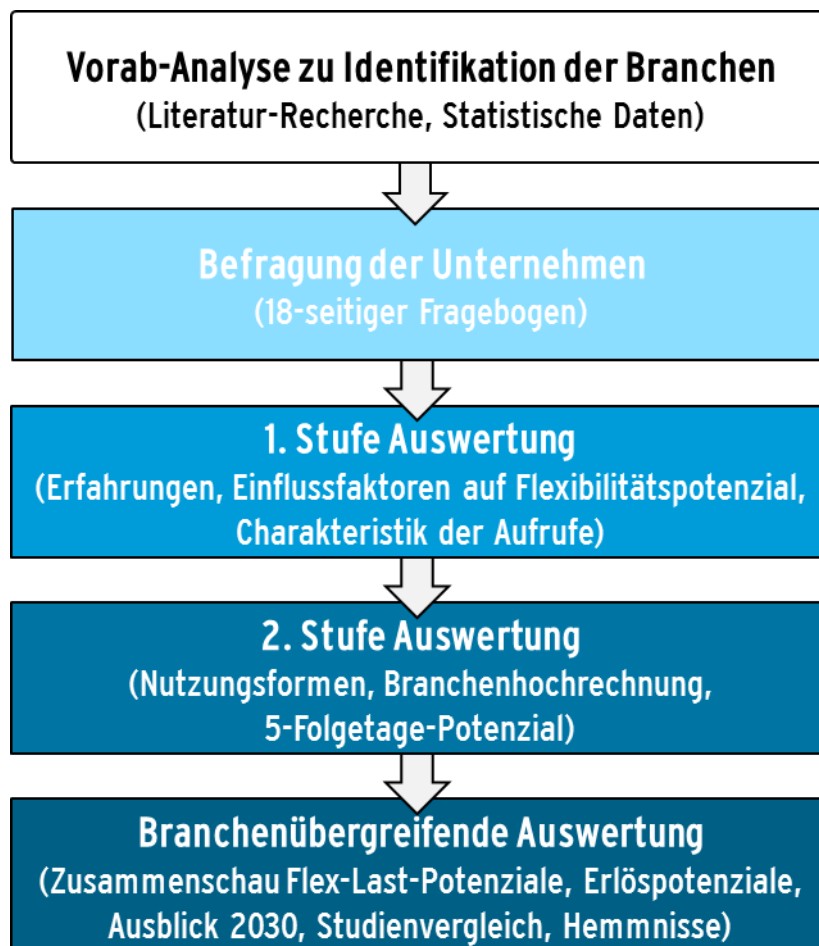 Vorab-Analyse zu Identifikation der Branchen
(Literatur-Recherche, Statistische Daten)
Befragung der Unternehmen
(18-seitiger Fragebogen)
1. Stufe Auswertung
(Erfahrungen, Einflussfaktoren auf Flexibilitätspotenzial,
Charakteristik der Aufrufe)
2. Stufe Auswertung
(Nutzungsformen, Branchenhochrechnung,
5-Folgetage-Potenzial)
Branchenübergreifende Auswertung
(Zusammenschau Flex-Last-Potenziale, Erlöspotenziale,
Ausblick 2030, Studienvergleich, Hemmnisse)